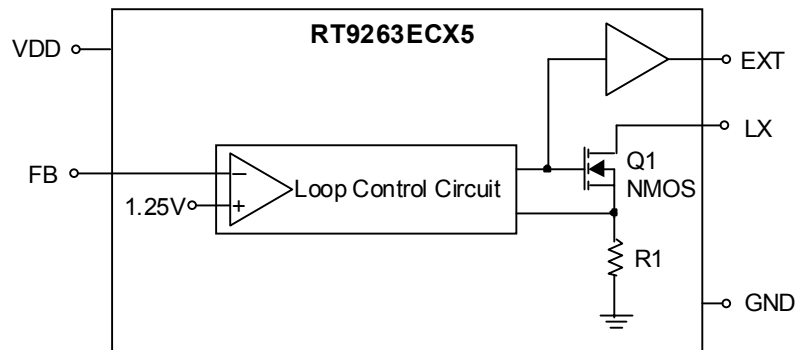 RT9263ECX5
VDD
EXT
LX
FB
Loop Control Circuit
1.25V
Q1
NMOS
R1
GND